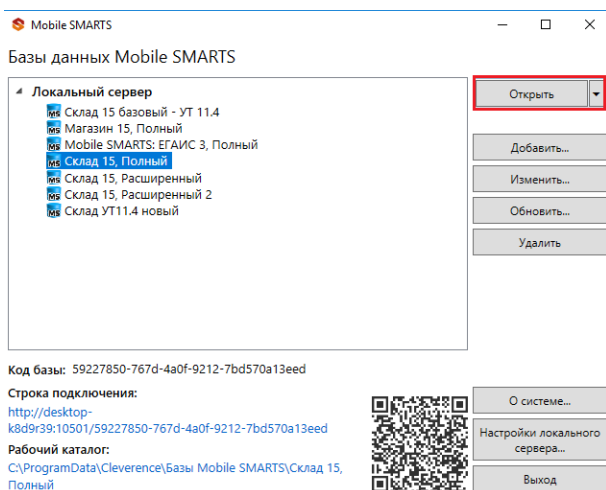 Mobile SMARTS
Базы данных Mobile SMARTS
Локальный сервер
Склад 15 базовый - УТ 11.4
Магазин 15, Полный
Mobile SMARTS: ЕГАИС 3, Полный
Склад 15, Полный
Склад 15, Расширенный
Склад 15, Расширенный 2
Склад УТ11.4 новый
Открыть
Добавить...
Изменить...
Обновить...
Удалить
Код базы: 59227850-767d-4a0f-9212-7bd570a13eed
Строка подключения:
http://desktop-
k8d9r39:10501/59227850-767d-4a0f-9212-7bd570a13eed
Рабочий каталог:
C:\ProgramData\Cleverence\Базы Mobile SMARTS\Склад 15,
Полный
О системе...
Настройки локального
сервера...
Выход